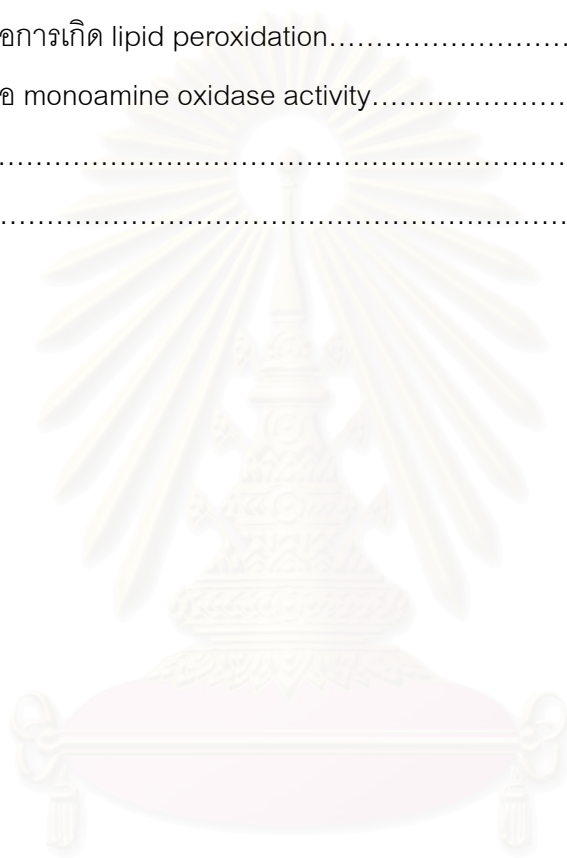 อการเกิด lipid peroxidation..........................
อ monoamine oxidase activity.....................
..............................................................
..............................................................